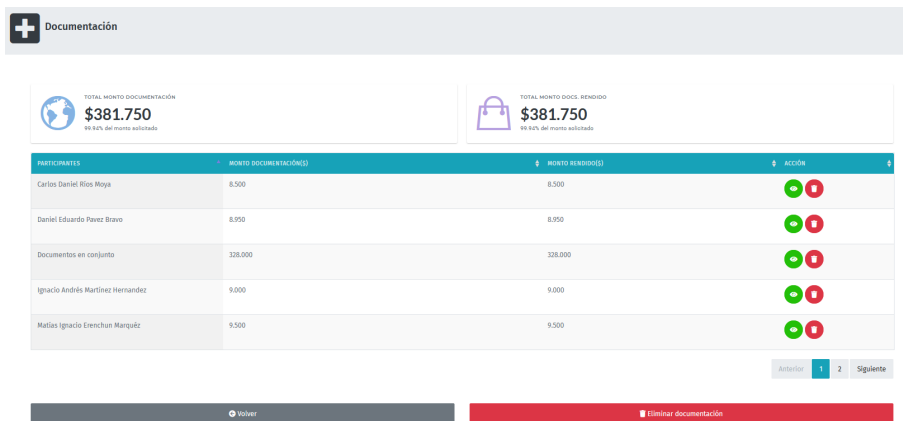 Documentación
TOTAL MONTO DOCUMENTACIÓN
$381.750
99.94% del monto solicitado
TOTAL MONTO DOCS. RENDIDO
$381.750
99.94% del monto solicitado
PARTICIPANTES MONTO DOCUMENTACIÓN($) MONTO RENDIDO($) ACCIÓN
Carlos Daniel Ríos Moya 8.500 8.500
Daniel Eduardo Pavez Bravo 8.950 8.950
Documentos en conjunto 328.000 328.000
Ignacio Andrés Martínez Hernandez 9.000 9.000
Matías Ignacio Erenchun Marquéz 9.500 9.500
Anterior 1 2 Siguiente
Volver Eliminar documentación